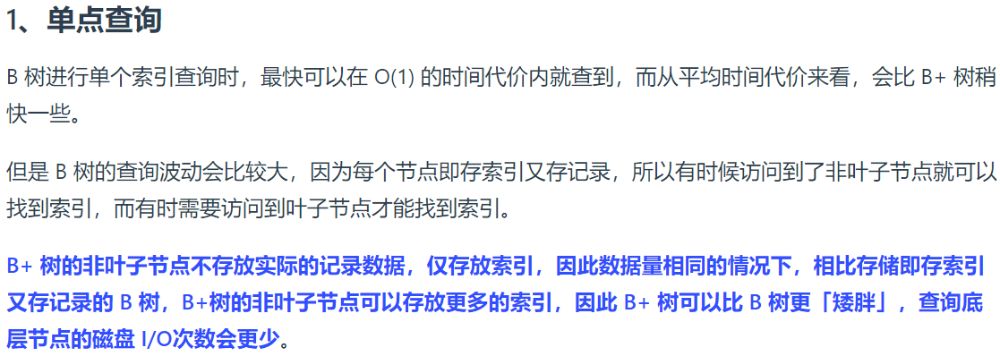 1、单点查询
B 树进行单个索引查询时，最快可以在 O(1) 的时间代价内就查到，而从平均时间代价来看，会比 B+ 树稍
快一些。
但是 B 树的查询波动会比较大，因为每个节点即存索引又存记录，所以有时候访问到了非叶子节点就可以
找到索引，而有时需要访问到叶子节点才能找到索引。
B+ 树的非叶子节点不存放实际的记录数据，仅存放索引，因此数据量相同的情况下，相比存储即存索引
又存记录的 B 树，B+树的非叶子节点可以存放更多的索引，因此 B+ 树可以比 B 树更「矮胖」，查询底
层节点的磁盘 I/O次数会更少。